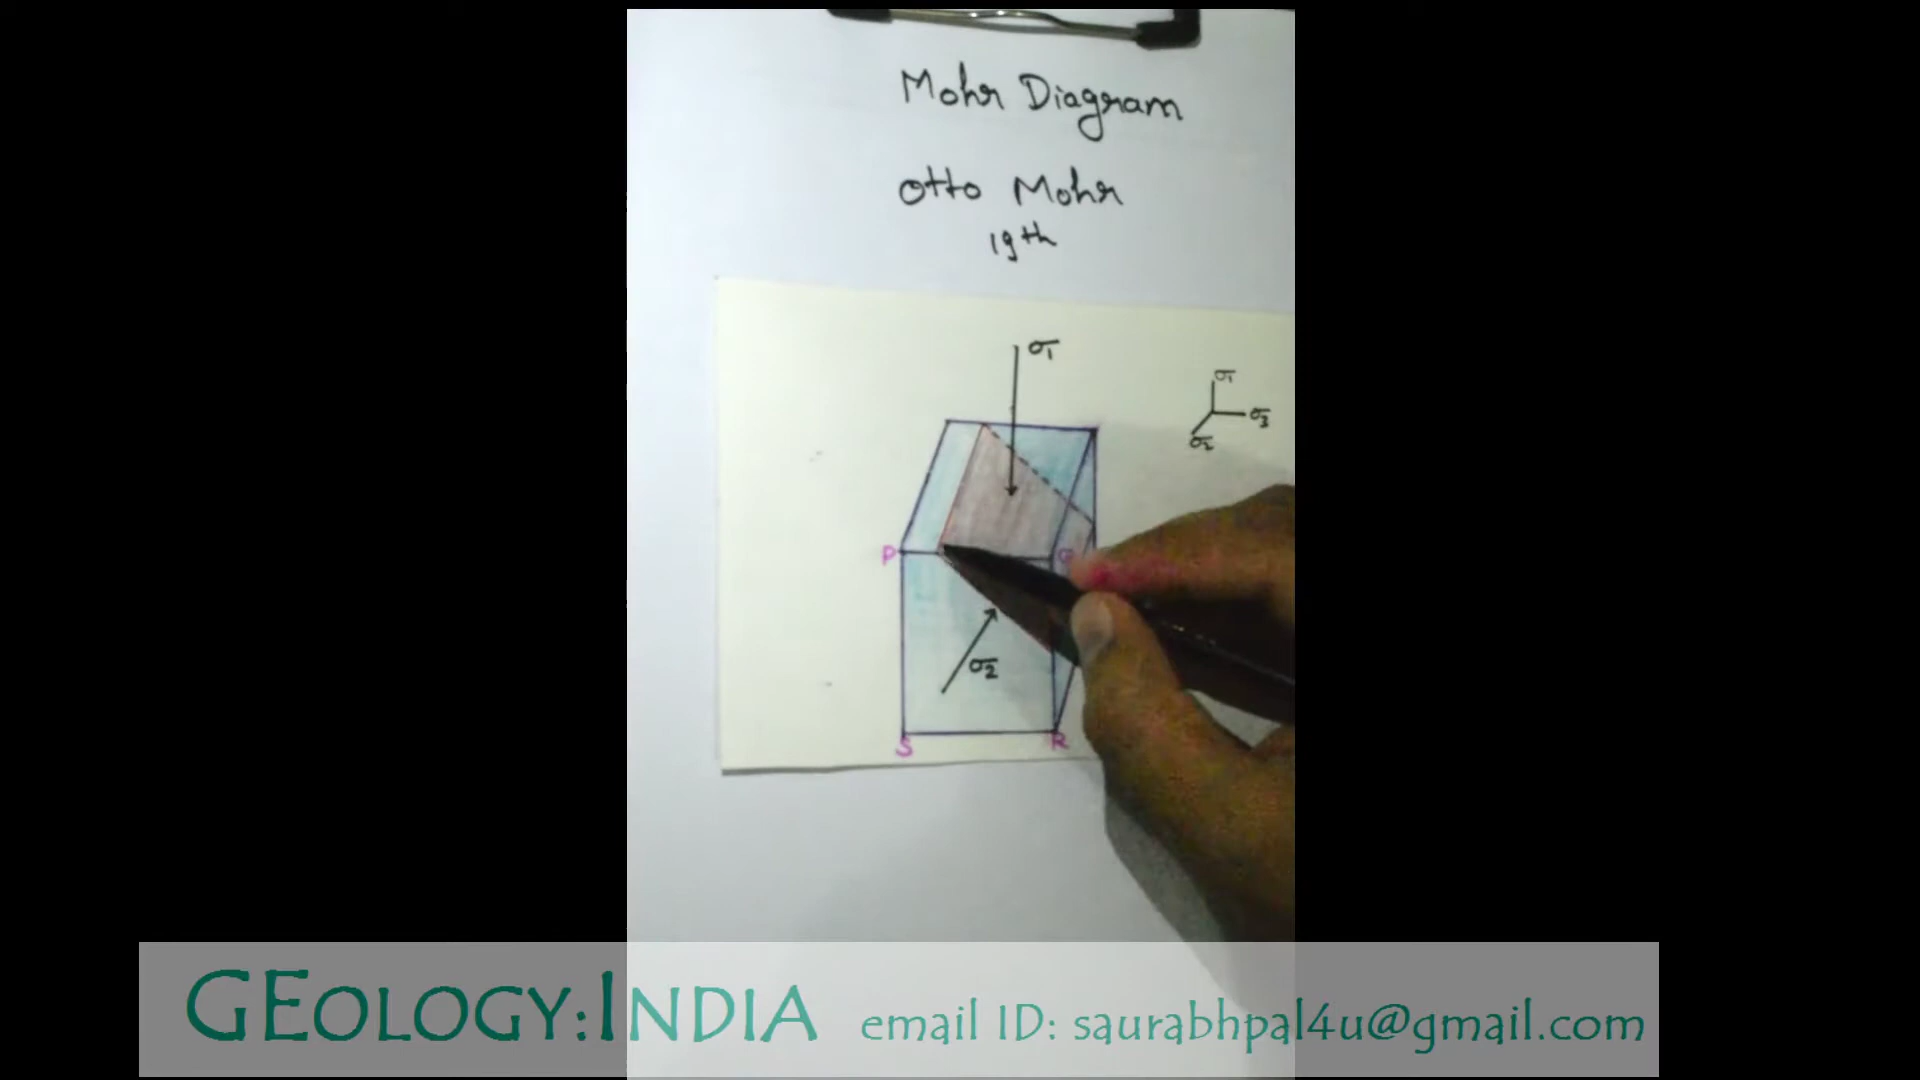 Mohr Diagram
Otto Mohr
19th
σ1
σ1
σ3
σ2
P
σ2
S
R
GEOLOGY:INDIA email ID: saurabhpal4u@gmail.com